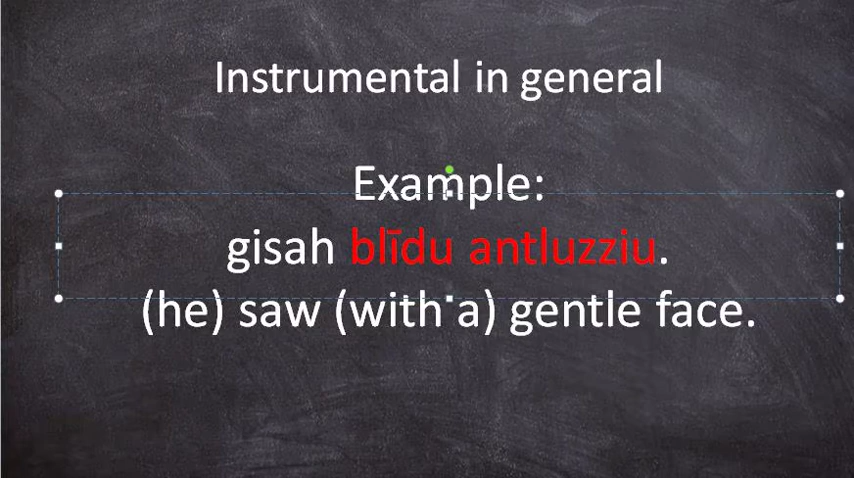 Instrumental in general
Example:
gisah blīdu antluzziu.
(he) saw (with a) gentle face.